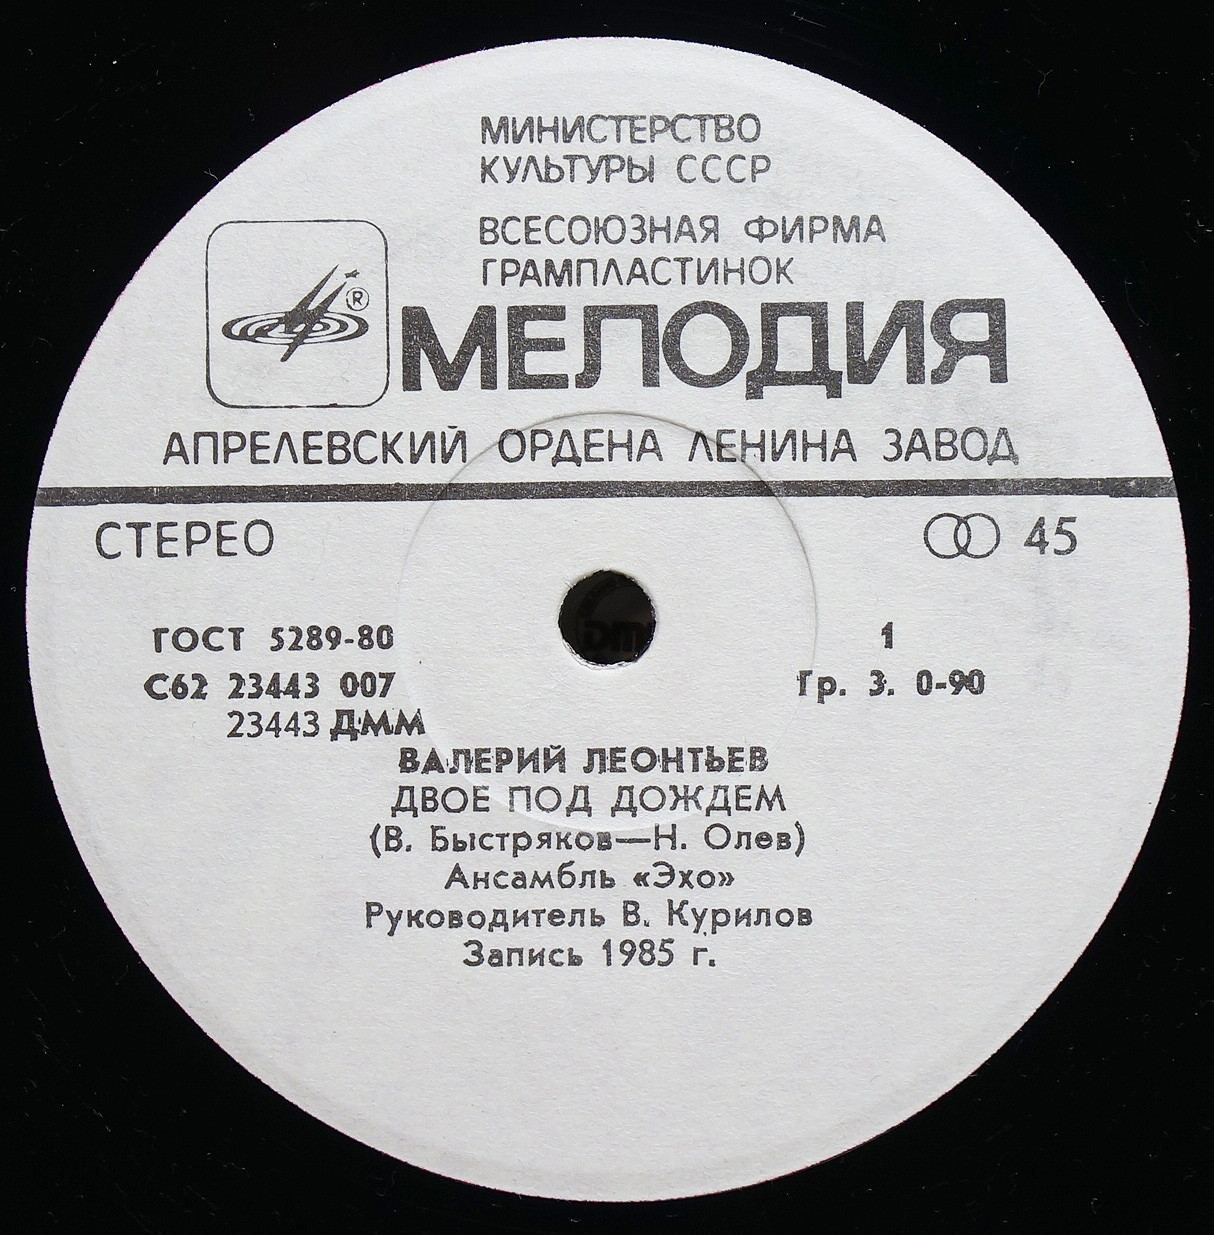 МИНИСТЕРСТВО
КУЛЬТУРЫ СССР
ВСЕСОЮЗНАЯ ФИРМА
ГРАМПЛАСТИНОК
®
МЕЛОДИЯ
АПРЕЛЕВСКИЙ ОРДЕНА ЛЕНИНА ЗАВОД
СТЕРЕО 45
ГОСТ 5289-80 1
С62 23443 007 Гр. 3. 0-90
23443 ДММ
ВАЛЕРИЙ ЛЕОНТЬЕВ
ДВОЕ ПОД ДОЖДЕМ
(В. Быстряков—Н. Олев)
Ансамбль «Эхо»
Руководитель В. Курилов
Запись 1985 г.